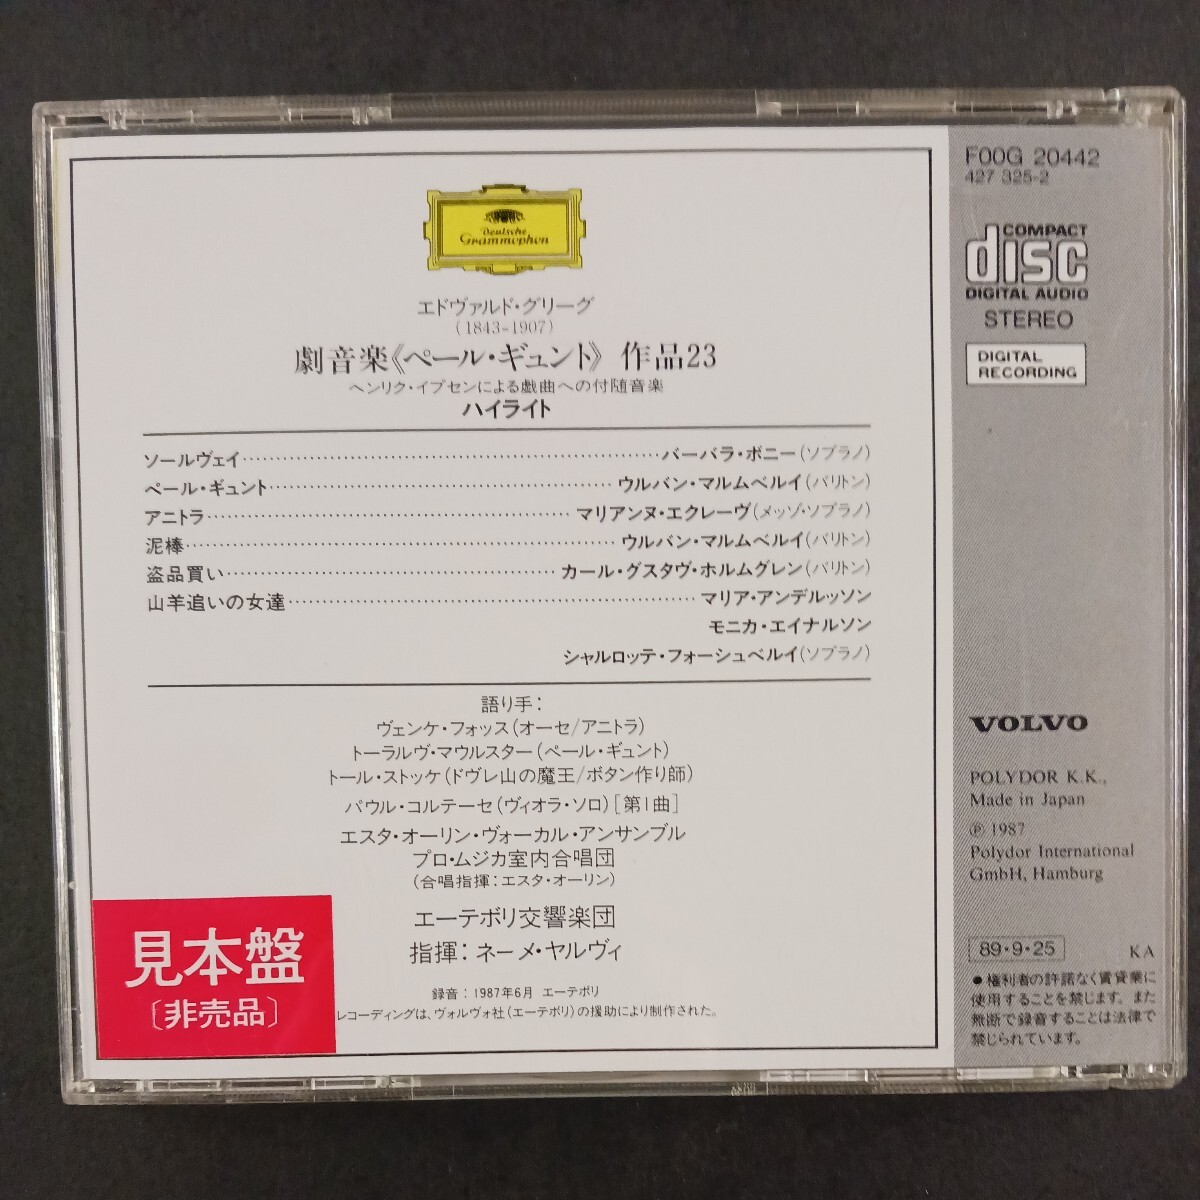 Deutsche
Grammophon
エドヴァルド・グリーグ
(1843-1907)
劇音楽《ペール・ギュント》 作品23
ヘンリク・イプセンによる戯曲への付随音楽
ハイライト
ソールヴェイ……バーバラ・ボニー(ソプラノ)
ペール・ギュント……ウルバン・マルムベルイ(バリトン)
アニトラ……マリアンヌ・エクレーヴ(メッゾ・ソプラノ)
泥棒……ウルバン・マルムベルイ(バリトン)
盗品買い……カール・グスタヴ・ホルムグレン(バリトン)
山羊追いの女達……マリア・アンデルッソン
モニカ・エイナルソン
シャルロッテ・フォーシュベルイ(ソプラノ)
語り手:
ヴェンケ・フォッス(オーセ/アニトラ)
トーラルヴ・マウルスター(ペール・ギュント)
トール・ストッケ(ドヴレ山の魔王/ボタン作り師)
パウル・コルテーセ(ヴィオラ・ソロ)[第1曲]
エスタ・オーリン・ヴォーカル・アンサンブル
プロ・ムジカ室内合唱団
(合唱指揮:エスタ・オーリン)
エーテボリ交響楽団
指揮:ネーメ・ヤルヴィ
録音:1987年6月 エーテボリ
レコーディングは、ヴォルヴォ社(エーテボリ)の援助により制作された。
見本盤
〔非売品〕
F00G 20442
427 325-2
COMPACT
disc
DIGITAL AUDIO
STEREO
DIGITAL
RECORDING
VOLVO
POLYDOR K.K.,
Made in Japan
℗ 1987
Polydor International
GmbH, Hamburg
89・9・25
KA
●権利者の許諾なく賃貸業に
使用することを禁じます。また
無断で録音することは法律で
禁じられています。